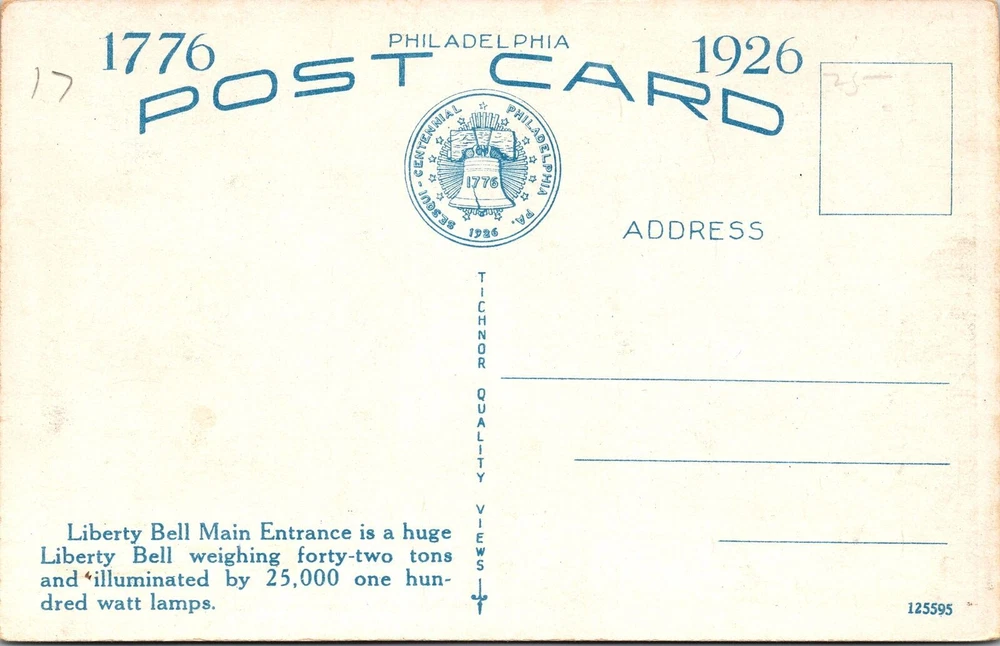 1776 PHILADELPHIA 1926
17
POST CARD
25
SESQUI-CENTENNIAL PHILADELPHIA PA.
1776
1926
ADDRESS
TICHNOR QUALITY VIEWS
Liberty Bell Main Entrance is a huge
Liberty Bell weighing forty-two tons
and illuminated by 25,000 one hun-
dred watt lamps.
125595